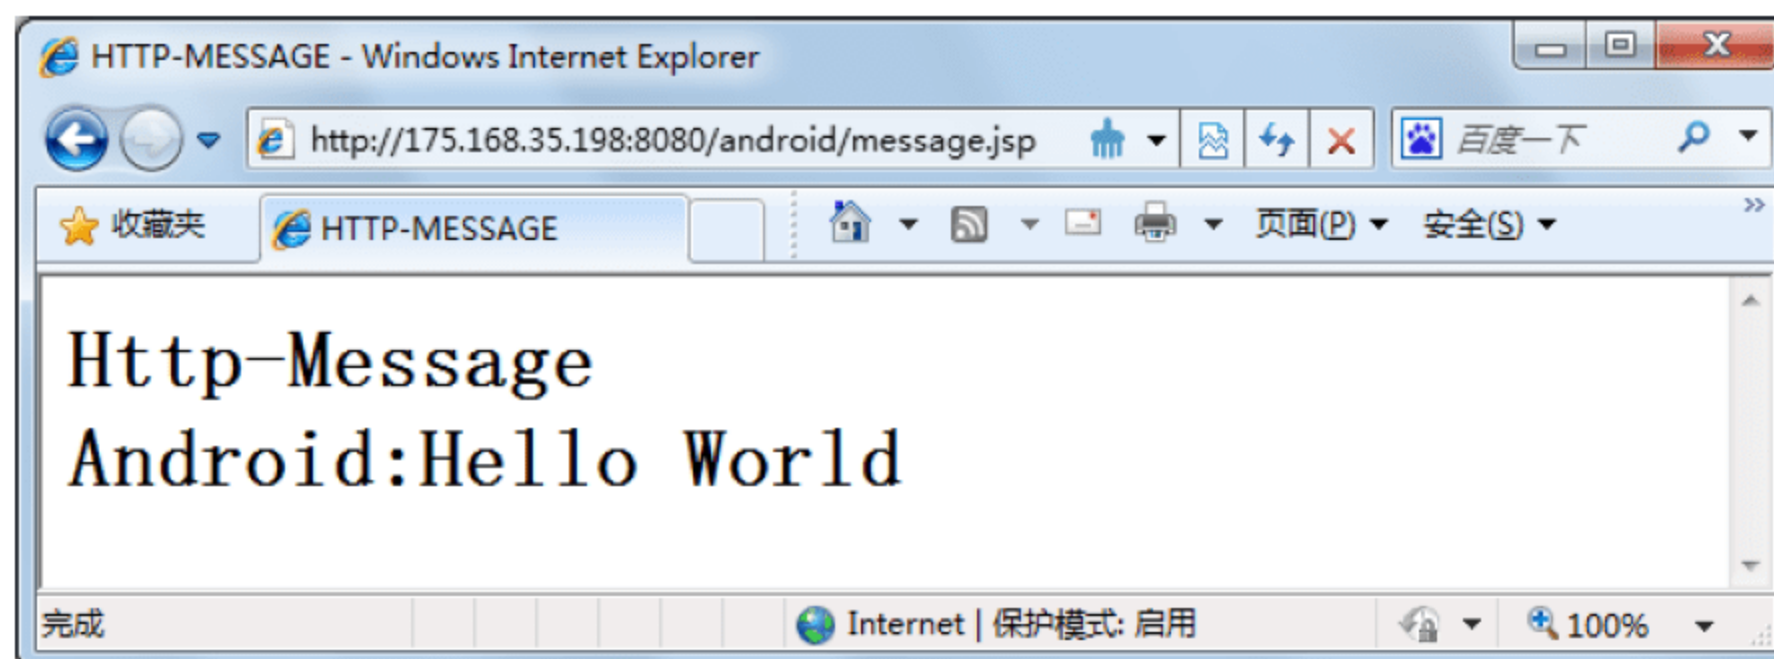 HTTP-MESSAGE - Windows Internet Explorer
http://175.168.35.198:8080/android/message.jsp 百度一下
收藏夹 HTTP-MESSAGE 页面(P) 安全(S)
Http-Message
Android:Hello World
完成 Internet | 保护模式: 启用 100%